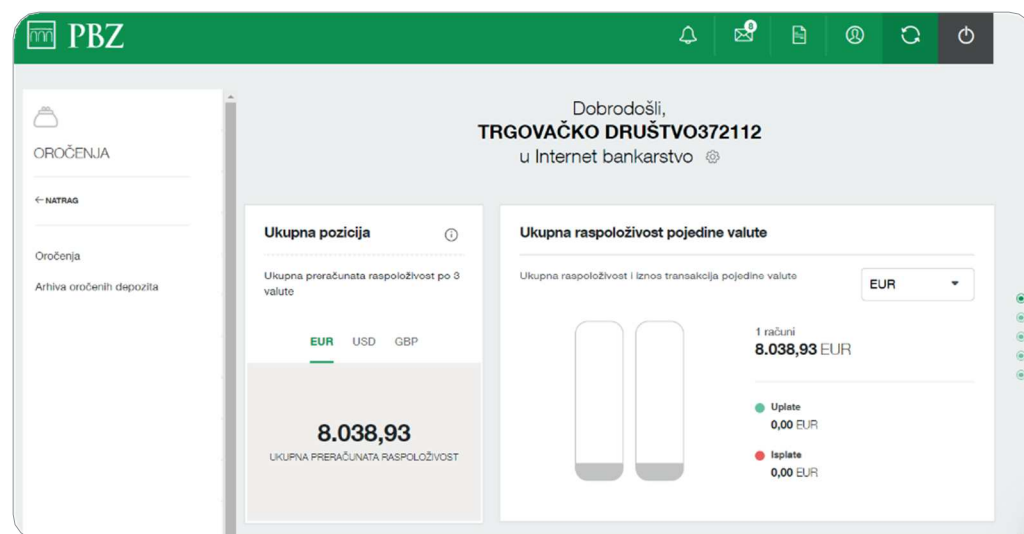 PBZ
8
Dobrodošli,
TRGOVAČKO DRUŠTVO372112
u Internet bankarstvo
OROČENJA
← NATRAG
Oročenja
Arhiva oročenih depozita
Ukupna pozicija
Ukupna preračunata raspoloživost po 3
valute
EUR USD GBP
8.038,93
UKUPNA PRERAČUNATA RASPOLOŽIVOST
Ukupna raspoloživost pojedine valute
Ukupna raspoloživost i iznos transakcija pojedine valute
EUR
1 računi
8.038,93 EUR
Uplate
0,00 EUR
Isplate
0,00 EUR